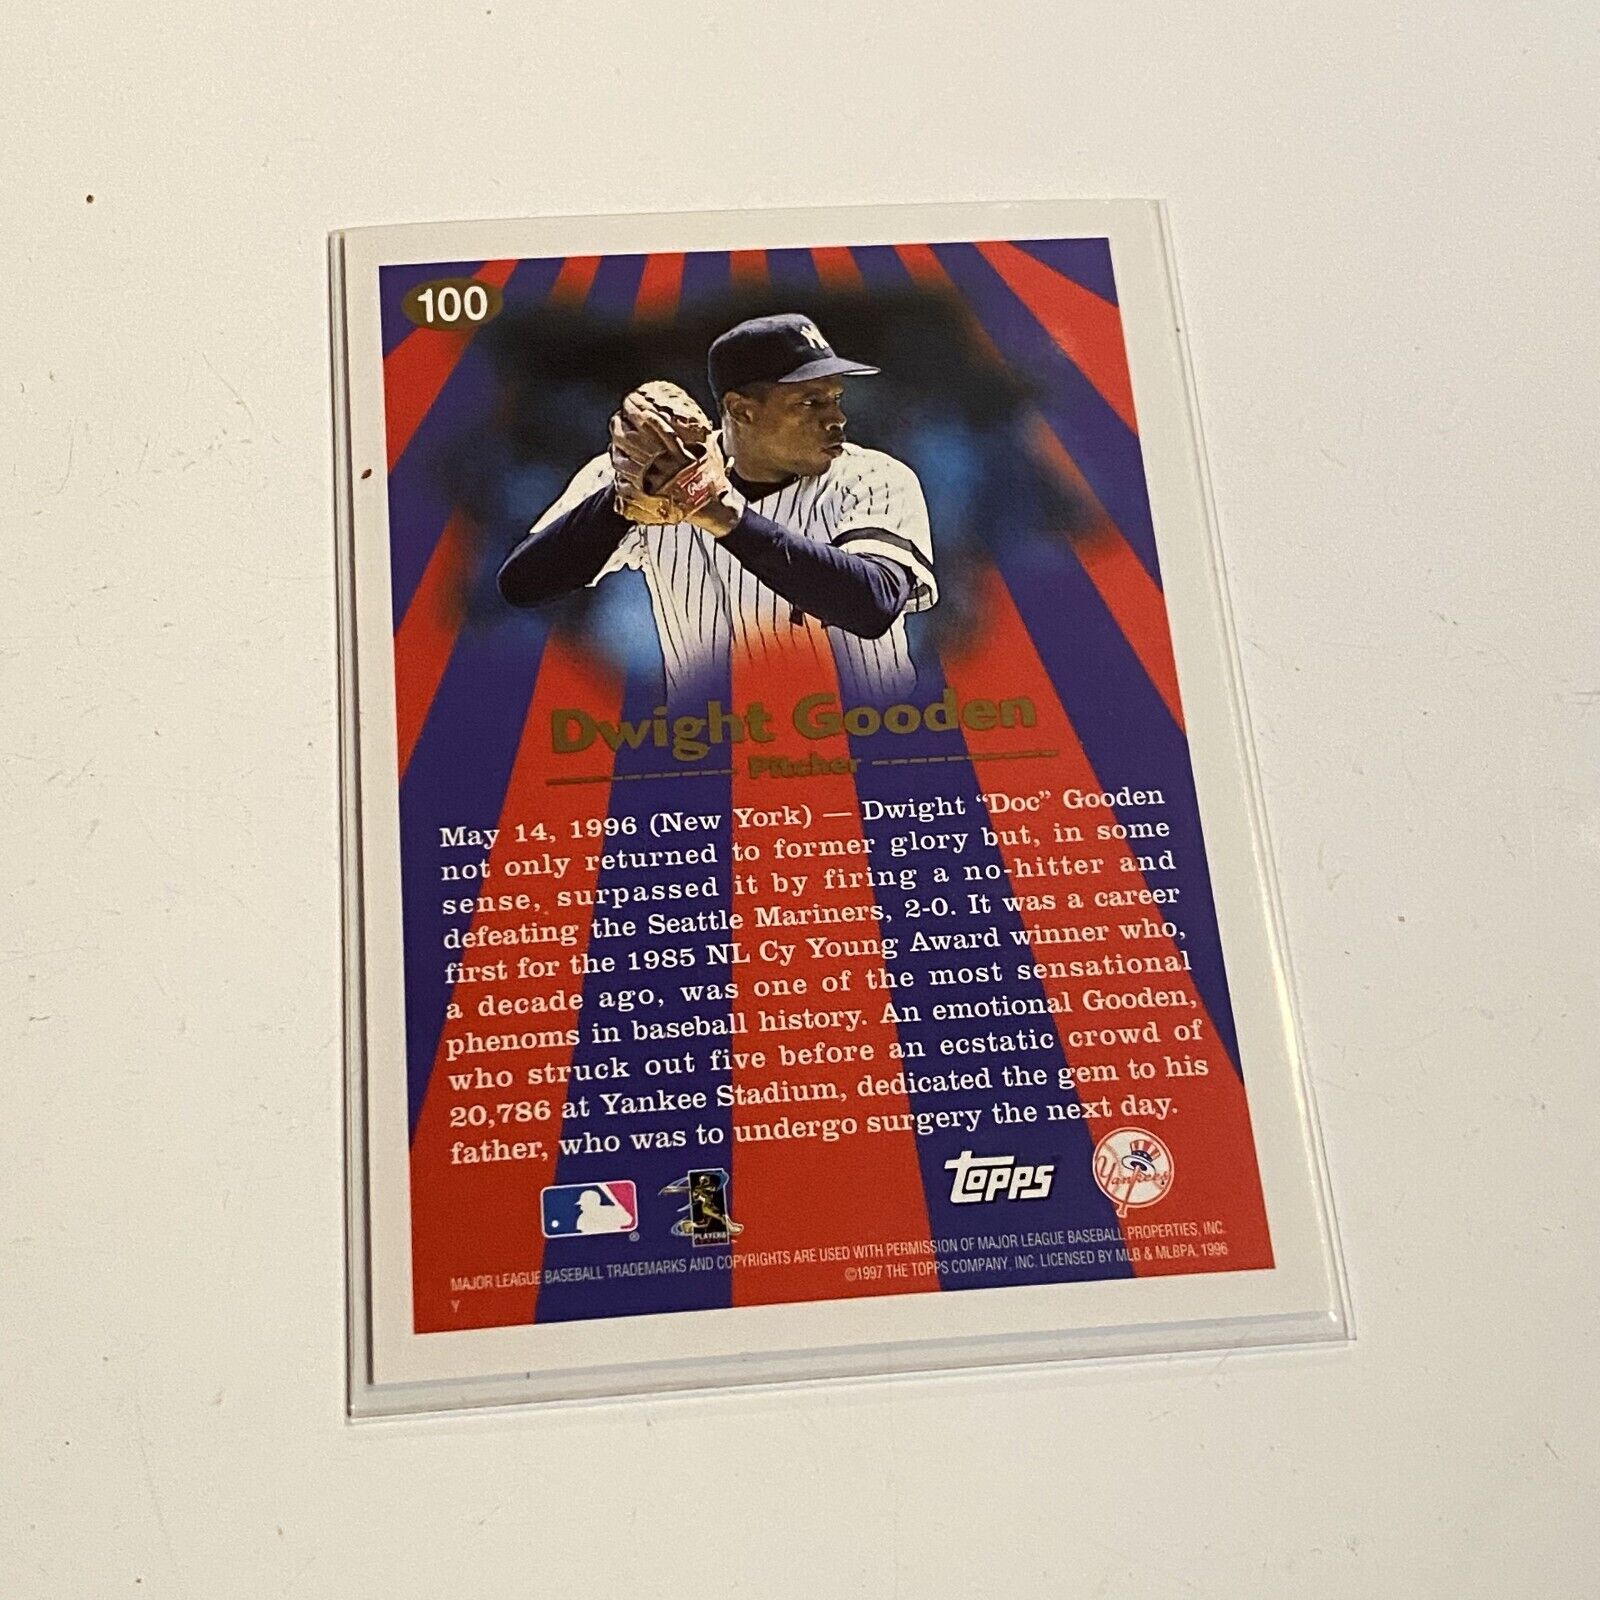 100
NY
Dwight Gooden
Pitcher
May 14, 1996 (New York) — Dwight “Doc” Gooden
not only returned to former glory but, in some
sense, surpassed it by firing a no-hitter and
defeating the Seattle Mariners, 2-0. It was a career
first for the 1985 NL Cy Young Award winner who,
a decade ago, was one of the most sensational
phenoms in baseball history. An emotional Gooden,
who struck out five before an ecstatic crowd of
20,786 at Yankee Stadium, dedicated the gem to his
father, who was to undergo surgery the next day.
PLAYERS
Topps
Yankees
MAJOR LEAGUE BASEBALL TRADEMARKS AND COPYRIGHTS ARE USED WITH PERMISSION OF MAJOR LEAGUE BASEBALL PROPERTIES, INC.
©1997 THE TOPPS COMPANY, INC. LICENSED BY MLB & MLBPA, 1996
Y